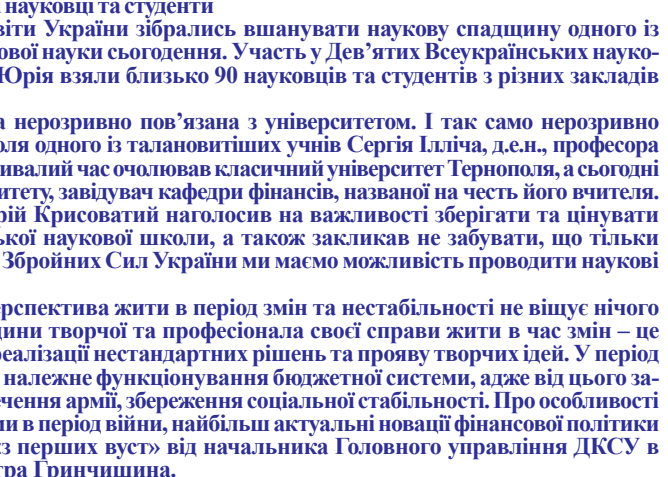 науковці та студенти
віти України зібрались вшанувати наукову спадщину одного із
ової науки сьогодення. Участь у Дев’ятих Всеукраїнських науко-
Юрія взяли близько 90 науковців та студентів з різних закладів
а нерозривно пов’язана з університетом. І так само нерозривно
оля одного із талановитіших учнів Сергія Ілліча, д.е.н., професора
ивалий час очолював класичний університет Тернополя, а сьогодні
итету, завідувач кафедри фінансів, названої на честь його вчителя.
рій Крисоватий наголосив на важливості зберігати та цінувати
ької наукової школи, а також закликав не забувати, що тільки
Збройних Сил України ми маємо можливість проводити наукові
ерспектива жити в період змін та нестабільності не віщує нічого
дини творчої та професіонала своєї справи жити в час змін – це
реалізації нестандартних рішень та прояву творчих ідей. У період
належне функціонування бюджетної системи, адже від цього за-
чення армії, збереження соціальної стабільності. Про особливості
ми в період війни, найбільш актуальні новації фінансової політики
із перших вуст» від начальника Головного управління ДКСУ в
тра Гринчишина.